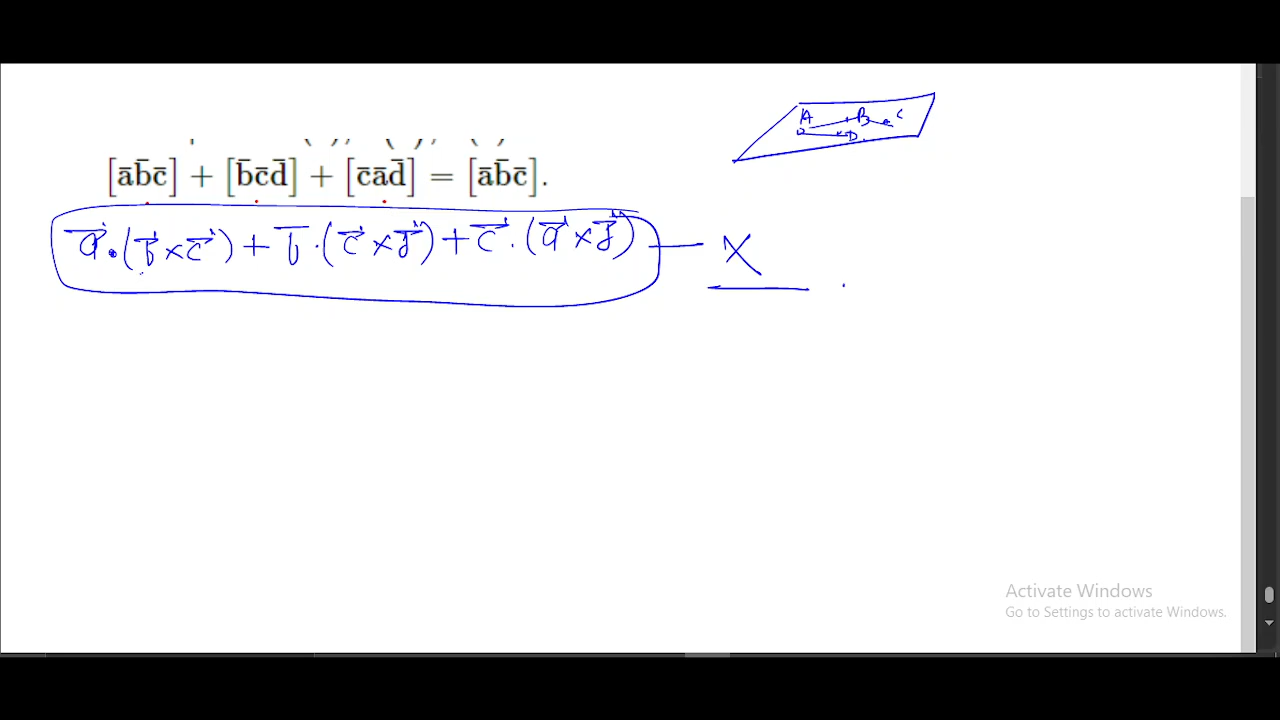 A B C
D
[āb̄c̄] + [b̄c̄d̄] + [c̄ād̄] = [āb̄c̄].
a⃗·(b⃗×c⃗)+b⃗·(c⃗×d⃗)+c⃗·(a⃗×d⃗) — X
Activate Windows
Go to Settings to activate Windows.